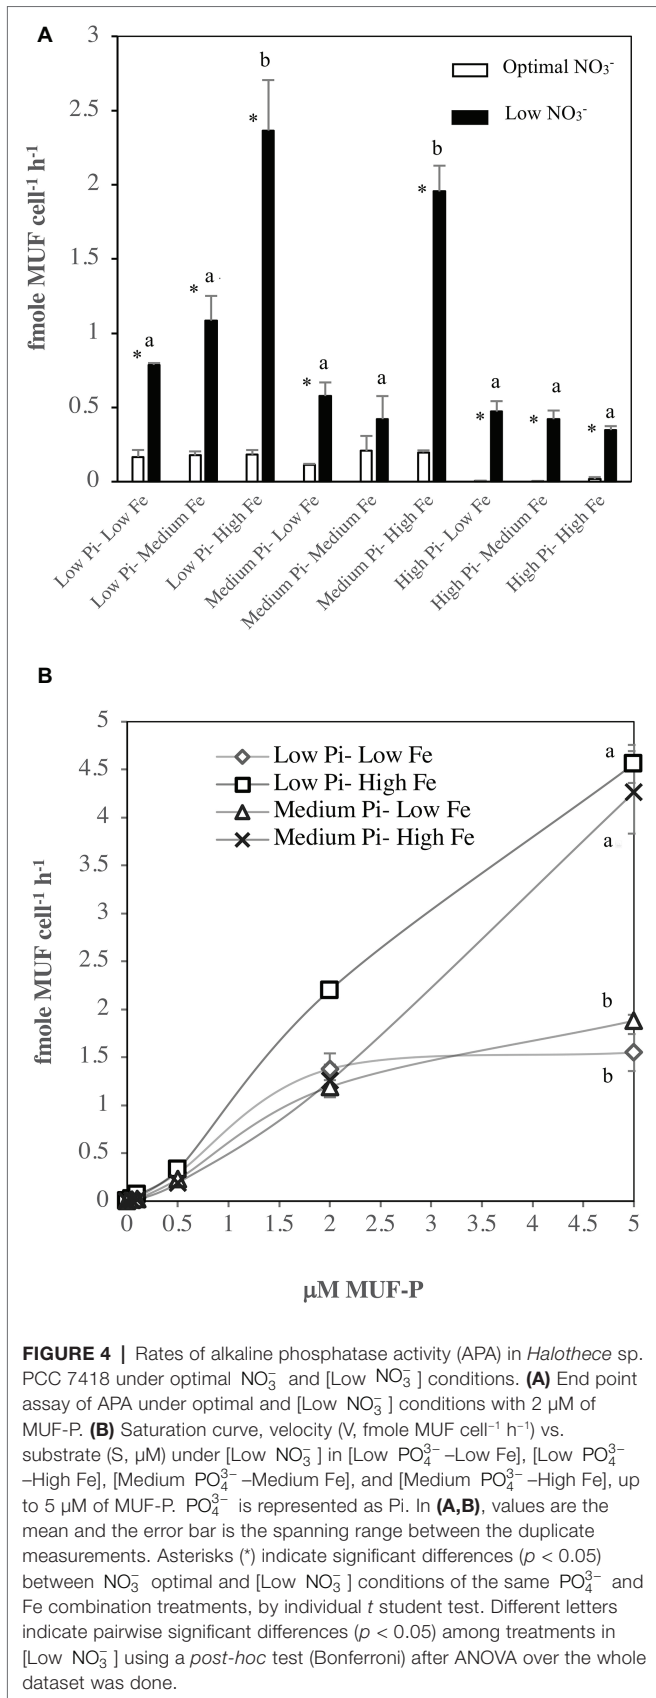 A
3
2.5
2
1.5
1
0.5
0
fmole MUF cell⁻¹ h⁻¹
Optimal NO₃⁻
Low NO₃⁻
* a
* a
* b
* a
a
* b
* a
* a
* a
Low Pi- Low Fe
Low Pi- Medium Fe
Low Pi- High Fe
Medium Pi- Low Fe
Medium Pi- Medium Fe
Medium Pi- High Fe
High Pi- Low Fe
High Pi- Medium Fe
High Pi- High Fe
B
5
4.5
4
3.5
3
2.5
2
1.5
1
0.5
0
fmole MUF cell⁻¹ h⁻¹
Low Pi- Low Fe
Low Pi- High Fe
Medium Pi- Low Fe
Medium Pi- High Fe
a
a
b
b
0 0.5 1 1.5 2 2.5 3 3.5 4 4.5 5
μM MUF-P
FIGURE 4 | Rates of alkaline phosphatase activity (APA) in Halothece sp.
PCC 7418 under optimal NO₃⁻ and [Low NO₃⁻] conditions. (A) End point
assay of APA under optimal and [Low NO₃⁻] conditions with 2 μM of
MUF-P. (B) Saturation curve, velocity (V, fmole MUF cell⁻¹ h⁻¹) vs.
substrate (S, μM) under [Low NO₃⁻] in [Low PO₄³⁻–Low Fe], [Low PO₄³⁻
–High Fe], [Medium PO₄³⁻–Medium Fe], and [Medium PO₄³⁻–High Fe], up
to 5 μM of MUF-P. PO₄³⁻ is represented as Pi. In (A,B), values are the
mean and the error bar is the spanning range between the duplicate
measurements. Asterisks (*) indicate significant differences (p < 0.05)
between NO₃⁻ optimal and [Low NO₃⁻] conditions of the same PO₄³⁻ and
Fe combination treatments, by individual t student test. Different letters
indicate pairwise significant differences (p < 0.05) among treatments in
[Low NO₃⁻] using a post-hoc test (Bonferroni) after ANOVA over the whole
dataset was done.